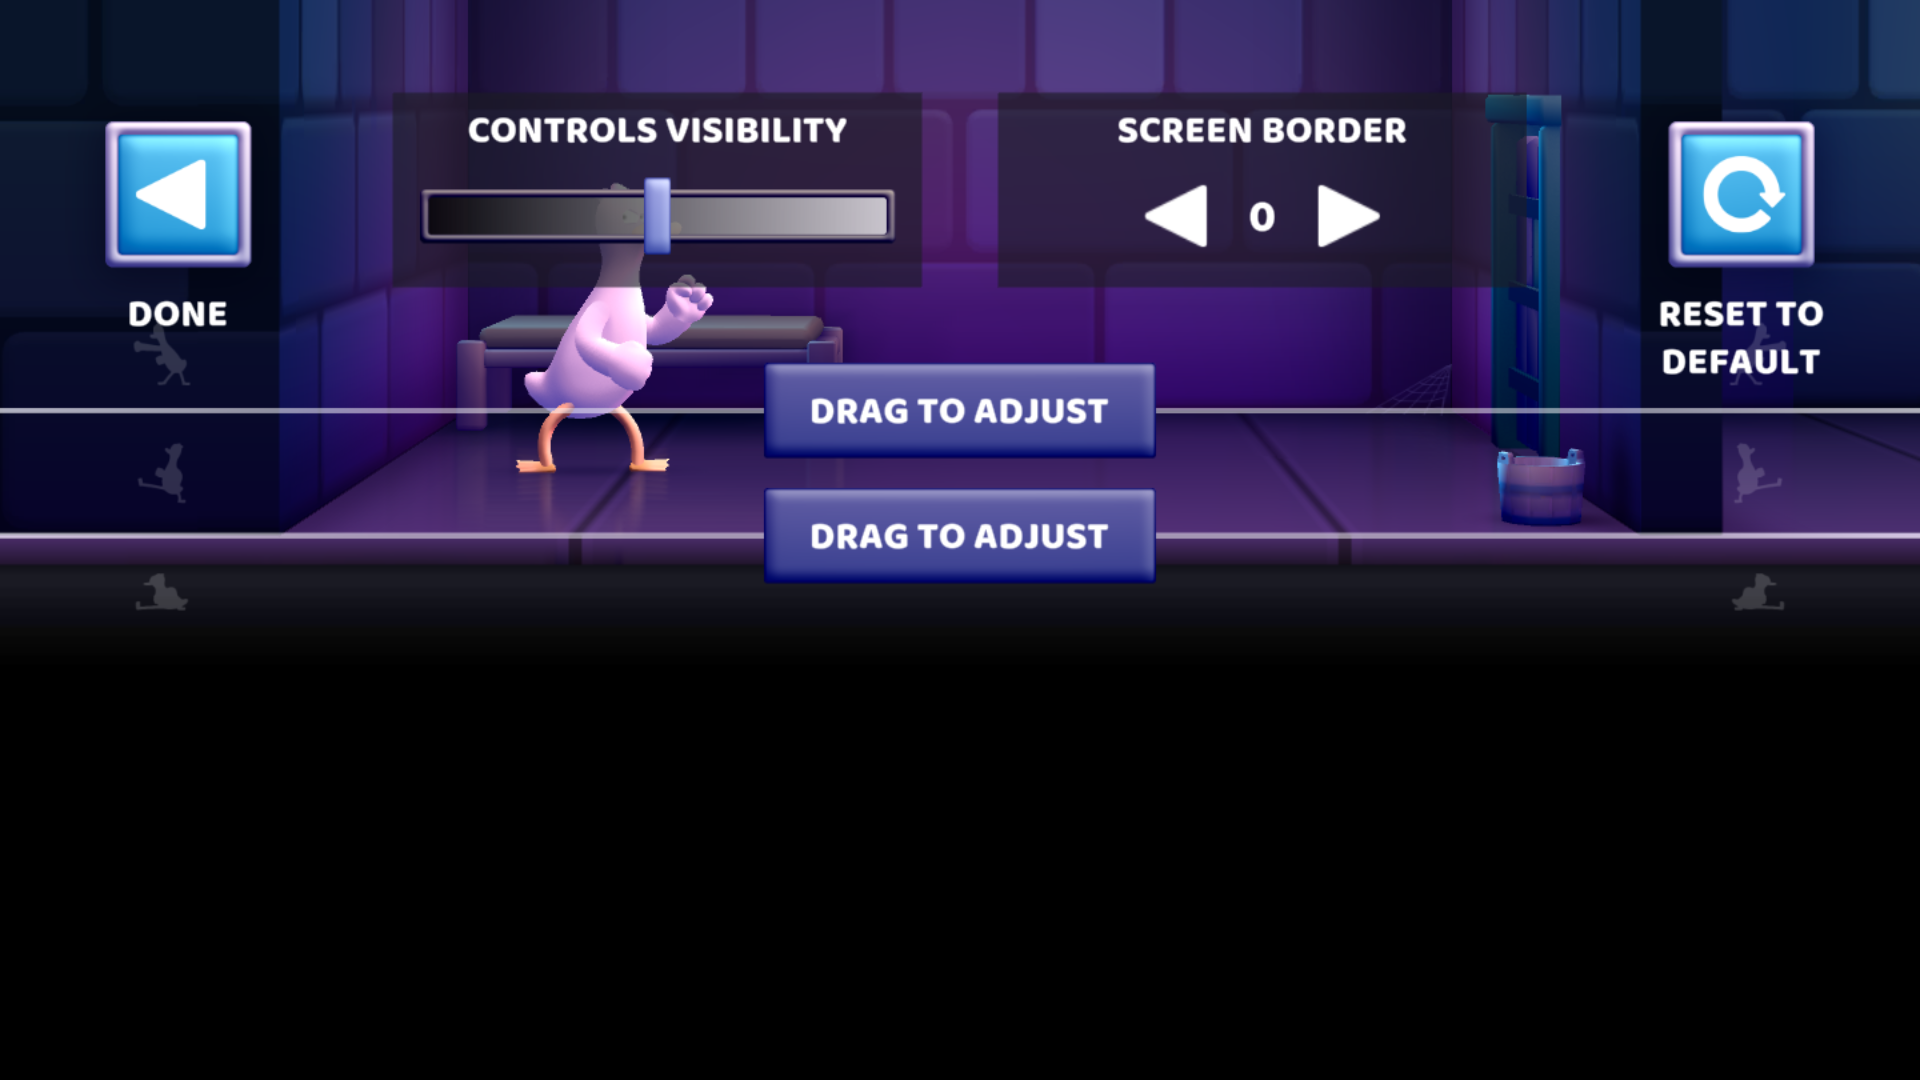 CONTROLS VISIBILITY
SCREEN BORDER
0
DONE
RESET TO
DEFAULT
DRAG TO ADJUST
DRAG TO ADJUST